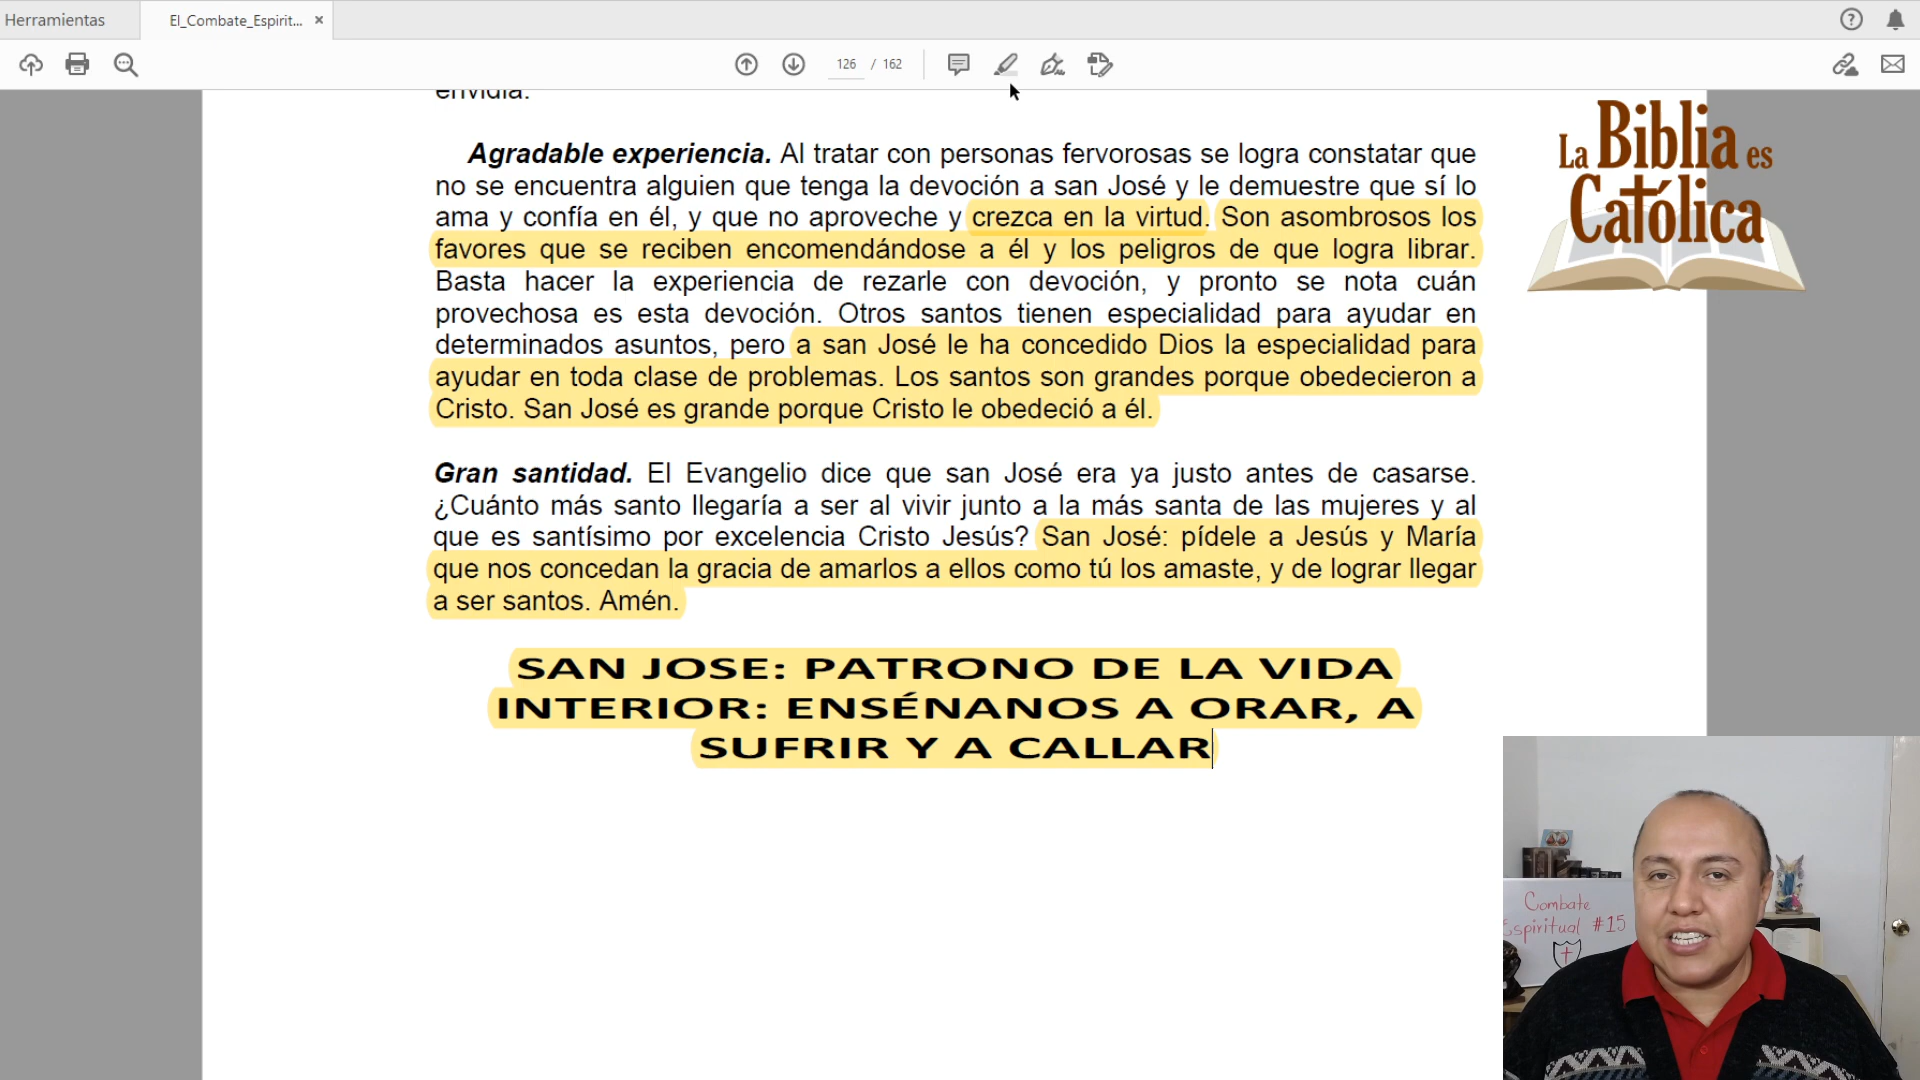 Herramientas
El_Combate_Espirit... ×
126 / 162
envidia.
Agradable experiencia. Al tratar con personas fervorosas se logra constatar que
no se encuentra alguien que tenga la devoción a san José y le demuestre que sí lo
ama y confía en él, y que no aproveche y crezca en la virtud. Son asombrosos los
favores que se reciben encomendándose a él y los peligros de que logra librar.
Basta hacer la experiencia de rezarle con devoción, y pronto se nota cuán
provechosa es esta devoción. Otros santos tienen especialidad para ayudar en
determinados asuntos, pero a san José le ha concedido Dios la especialidad para
ayudar en toda clase de problemas. Los santos son grandes porque obedecieron a
Cristo. San José es grande porque Cristo le obedeció a él.
Gran santidad. El Evangelio dice que san José era ya justo antes de casarse.
¿Cuánto más santo llegaría a ser al vivir junto a la más santa de las mujeres y al
que es santísimo por excelencia Cristo Jesús? San José: pídele a Jesús y María
que nos concedan la gracia de amarlos a ellos como tú los amaste, y de lograr llegar
a ser santos. Amén.
SAN JOSE: PATRONO DE LA VIDA
INTERIOR: ENSÉNANOS A ORAR, A
SUFRIR Y A CALLAR
La Biblia es
Católica
Combate
Espiritual #15